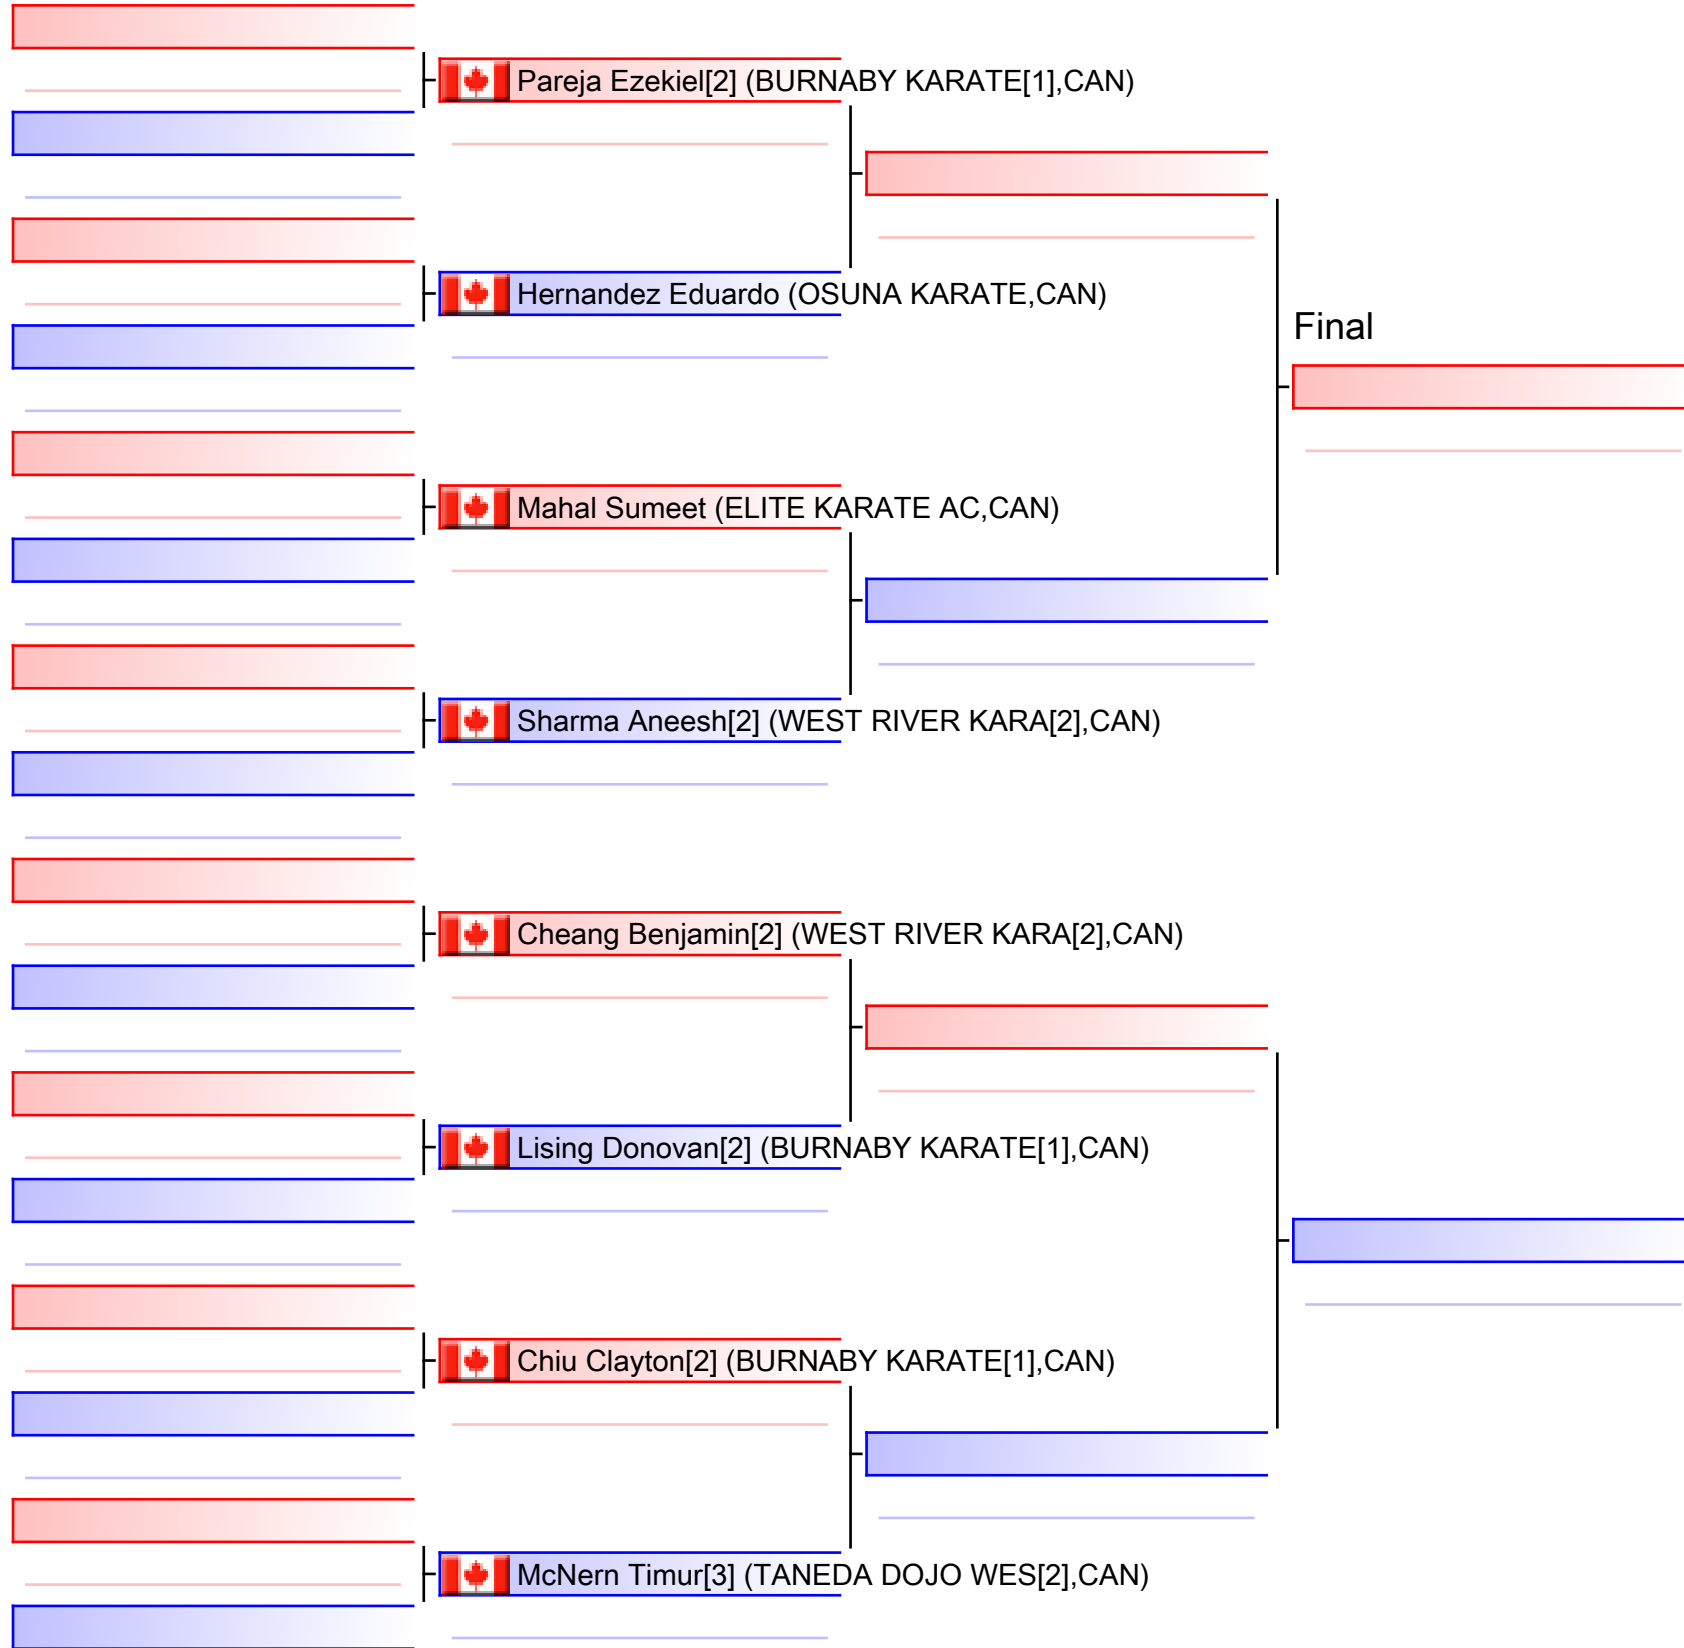 Pareja Ezekiel[2] (BURNABY KARATE[1],CAN)
Hernandez Eduardo (OSUNA KARATE,CAN)
Final
Mahal Sumeet (ELITE KARATE AC,CAN)
Sharma Aneesh[2] (WEST RIVER KARA[2],CAN)
Cheang Benjamin[2] (WEST RIVER KARA[2],CAN)
Lising Donovan[2] (BURNABY KARATE[1],CAN)
Chiu Clayton[2] (BURNABY KARATE[1],CAN)
McNern Timur[3] (TANEDA DOJO WES[2],CAN)